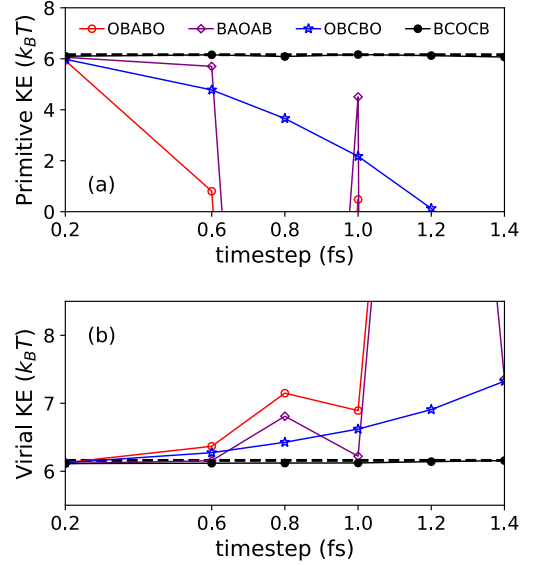 OBABO BAOAB OBCBO BCOCB
Primitive KE (k_BT)
8
6
4
2
0
(a)
0.2 0.6 0.8 1.0 1.2 1.4
timestep (fs)
Virial KE (k_BT)
8
7
6
(b)
0.2 0.6 0.8 1.0 1.2 1.4
timestep (fs)